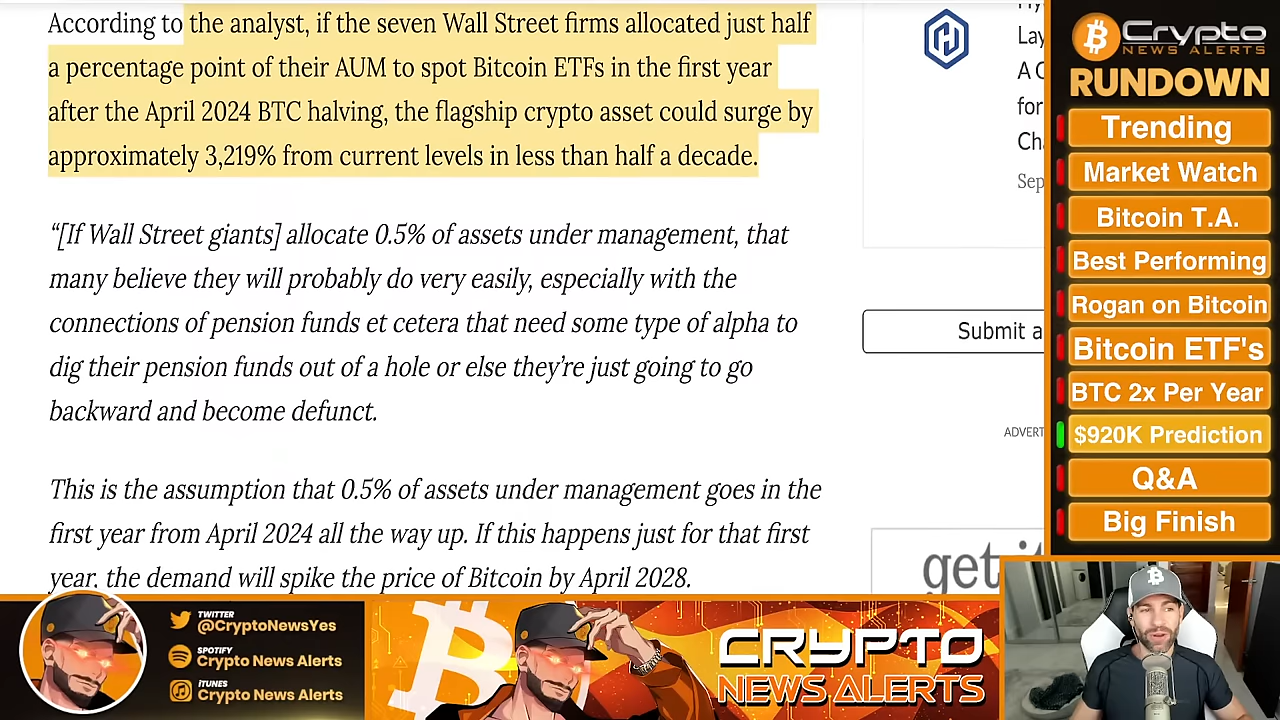 According to the analyst, if the seven Wall Street firms allocated just half
a percentage point of their AUM to spot Bitcoin ETFs in the first year
after the April 2024 BTC halving, the flagship crypto asset could surge by
approximately 3,219% from current levels in less than half a decade.
“[If Wall Street giants] allocate 0.5% of assets under management, that
many believe they will probably do very easily, especially with the
connections of pension funds et cetera that need some type of alpha to
dig their pension funds out of a hole or else they’re just going to go
backward and become defunct.
This is the assumption that 0.5% of assets under management goes in the
first year from April 2024 all the way up. If this happens just for that first
year, the demand will spike the price of Bitcoin by April 2028.
Lay
A C
for
Ch
Sep
Submit a
ADVERT
get
Crypto
NEWS ALERTS
RUNDOWN
Trending
Market Watch
Bitcoin T.A.
Best Performing
Rogan on Bitcoin
Bitcoin ETF's
BTC 2x Per Year
$920K Prediction
Q&A
Big Finish
TWITTER
@CryptoNewsYes
SPOTIFY
Crypto News Alerts
iTUNES
Crypto News Alerts
CRYPTO
NEWS ALERTS